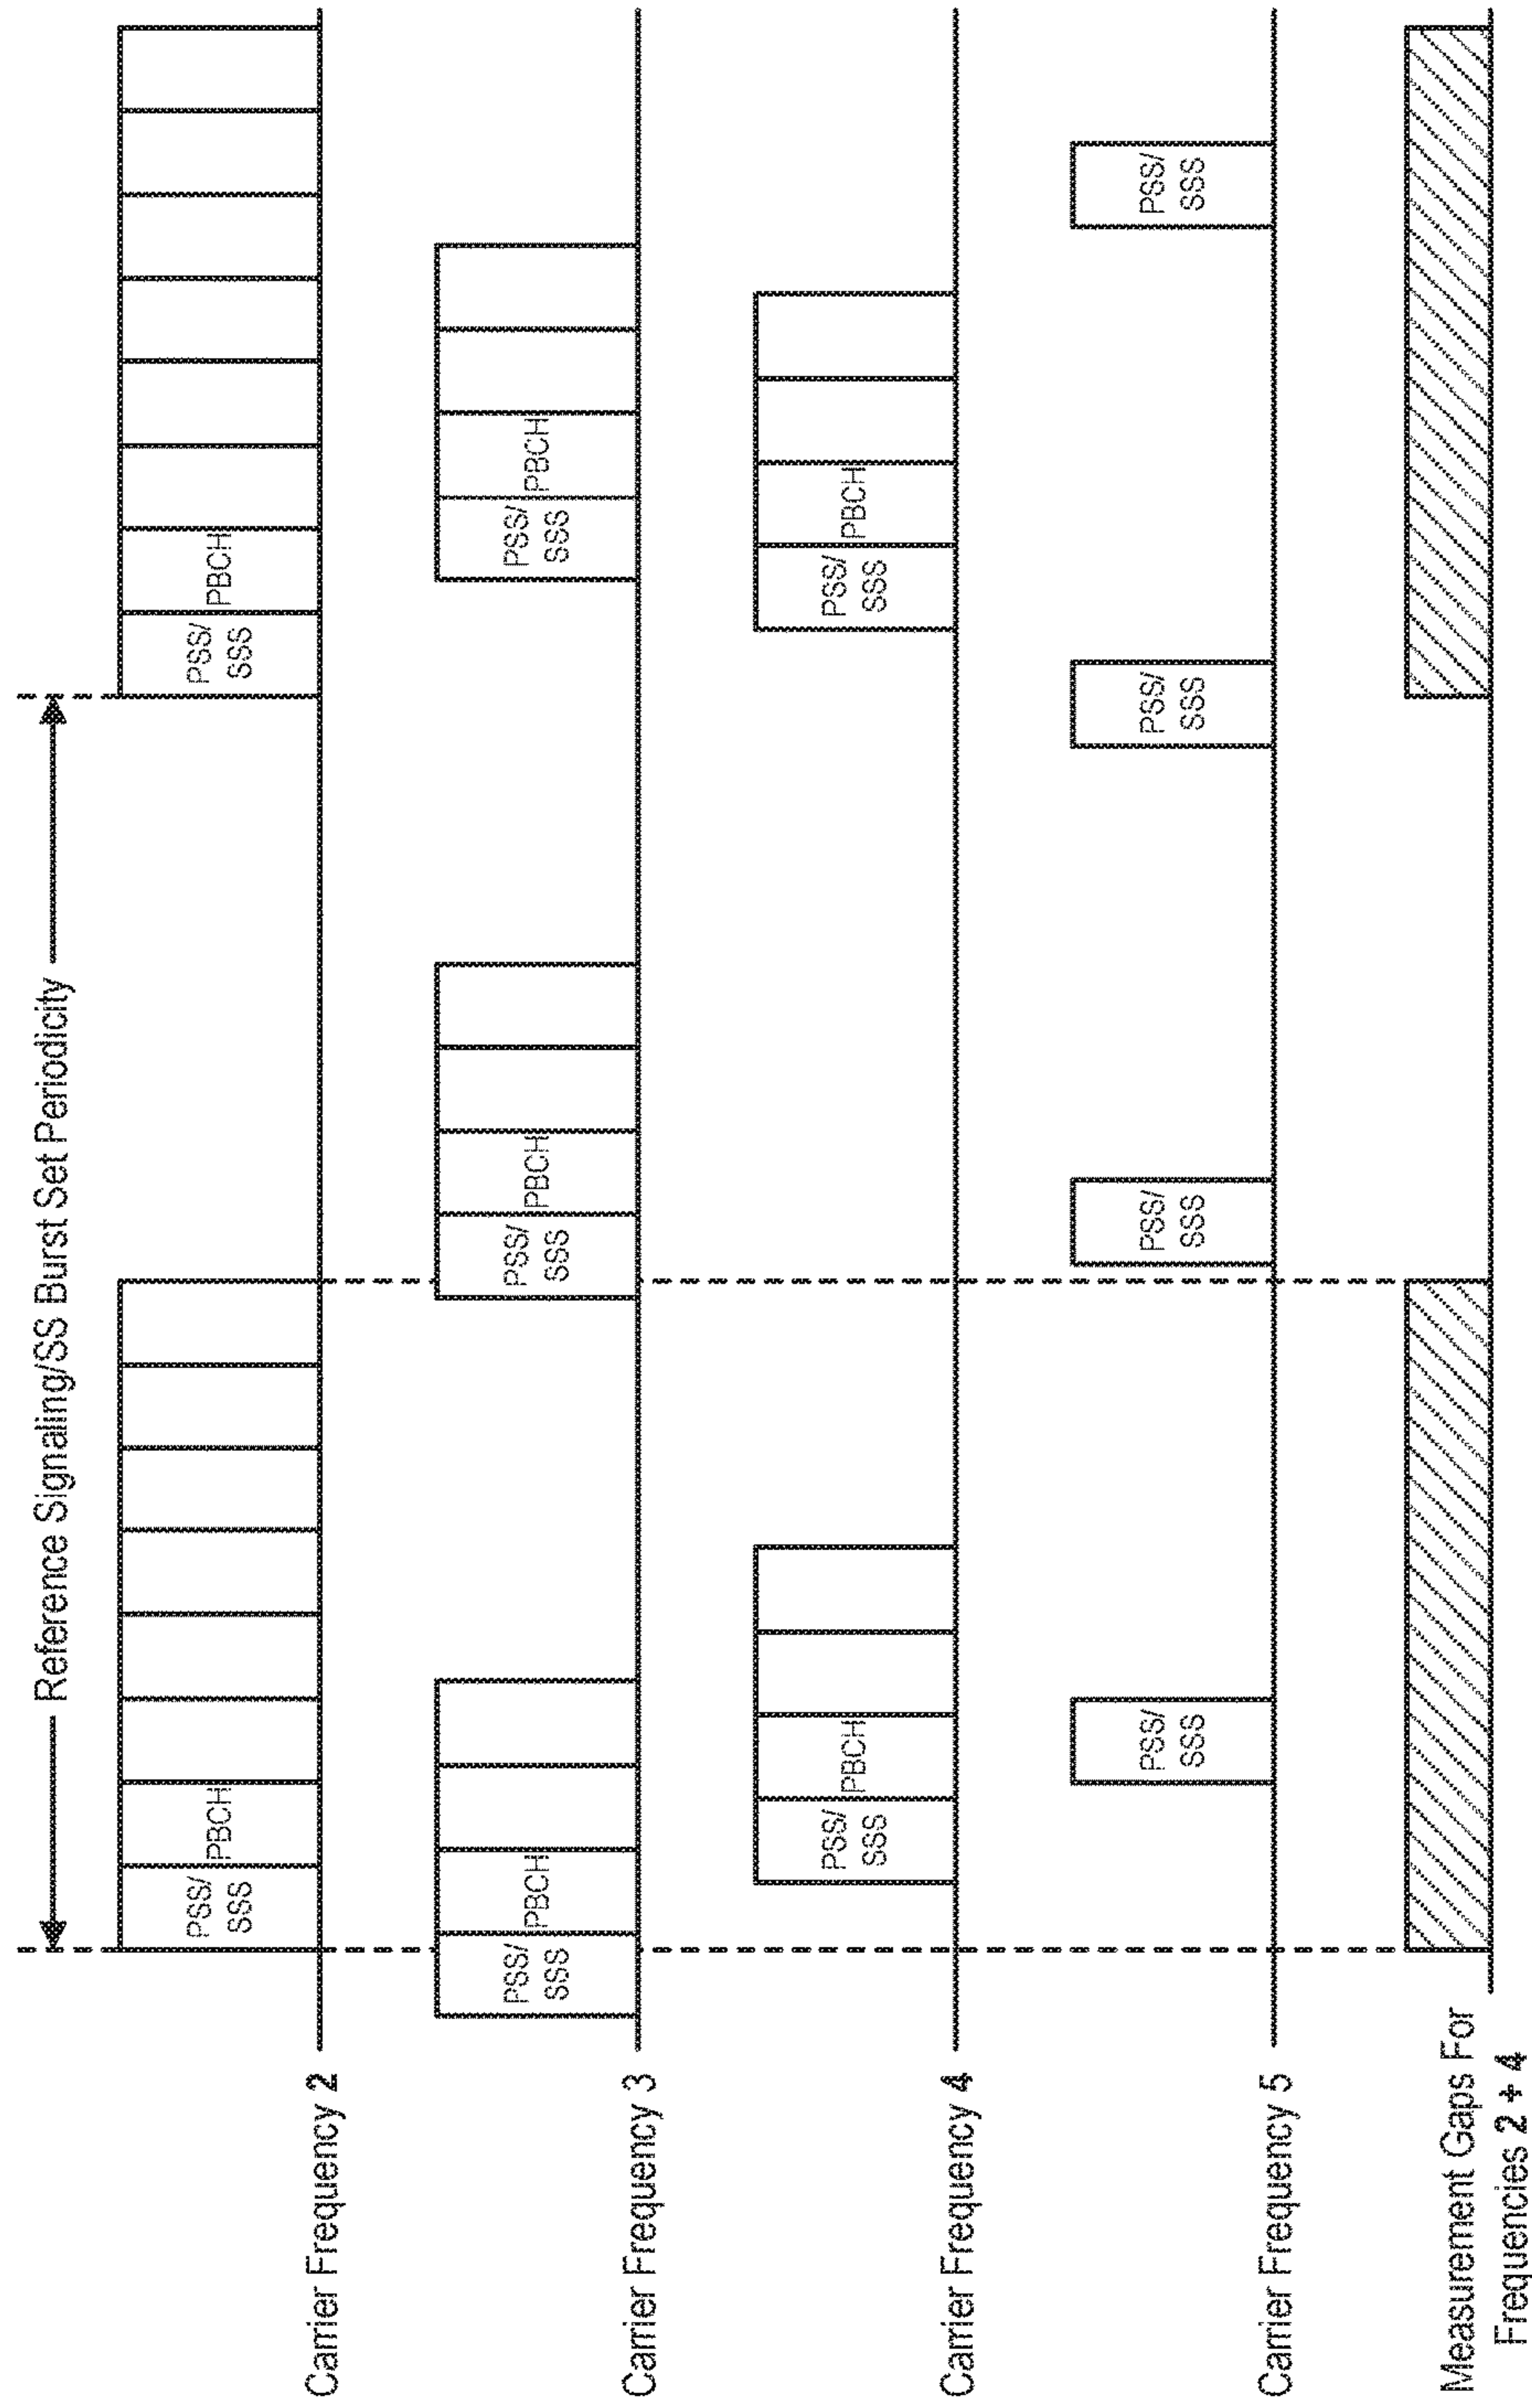 Reference Signaling/SS Burst Set Periodicity
Carrier Frequency 2
PSS/
SSS
PBCH
PSS/
SSS
PBCH
Carrier Frequency 3
PSS/
SSS
PBCH
PSS/
SSS
PBCH
PSS/
SSS
PBCH
Carrier Frequency 4
PSS/
SSS
PBCH
PSS/
SSS
PBCH
Carrier Frequency 5
PSS/
SSS
PSS/
SSS
PSS/
SSS
PSS/
SSS
Measurement Gaps For
Frequencies 2 + 4